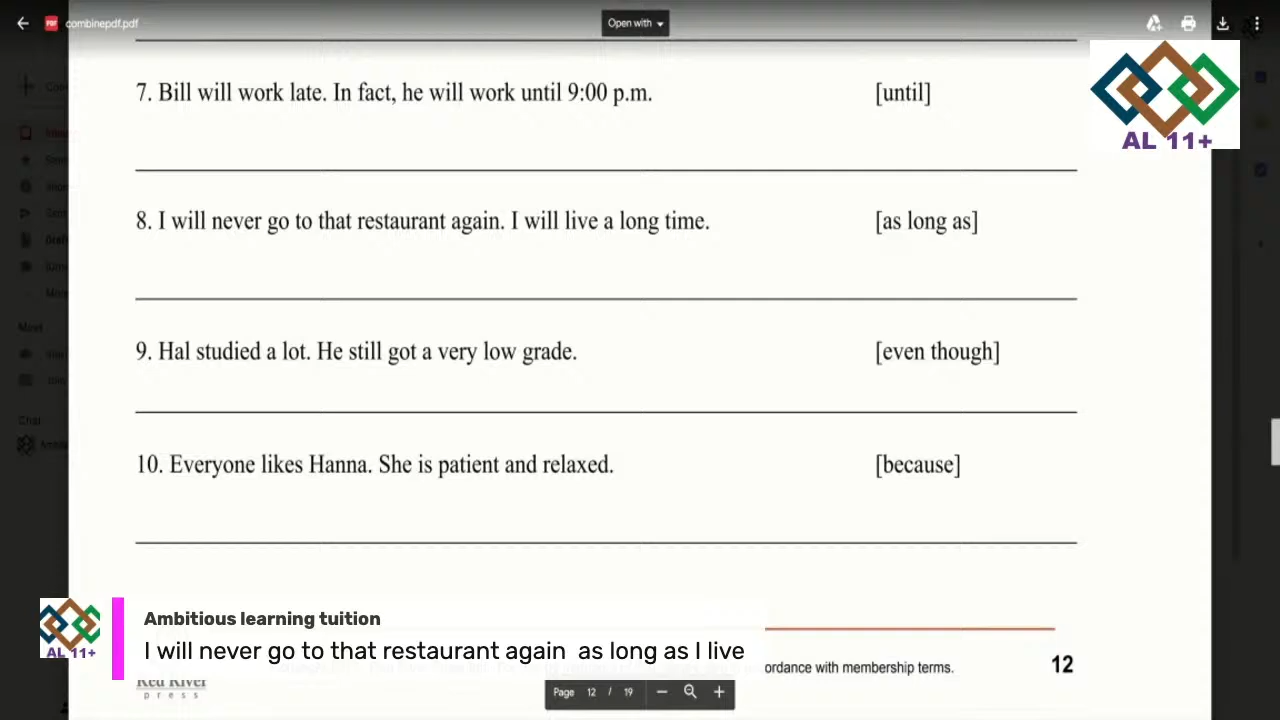 combinepdf.pdf
Open with
7. Bill will work late. In fact, he will work until 9:00 p.m. [until]
AL 11+
8. I will never go to that restaurant again. I will live a long time. [as long as]
9. Hal studied a lot. He still got a very low grade. [even though]
10. Everyone likes Hanna. She is patient and relaxed. [because]
Ambitious learning tuition
I will never go to that restaurant again as long as I live
AL 11+
ordance with membership terms. 12
Red River
press
Page 12 / 19